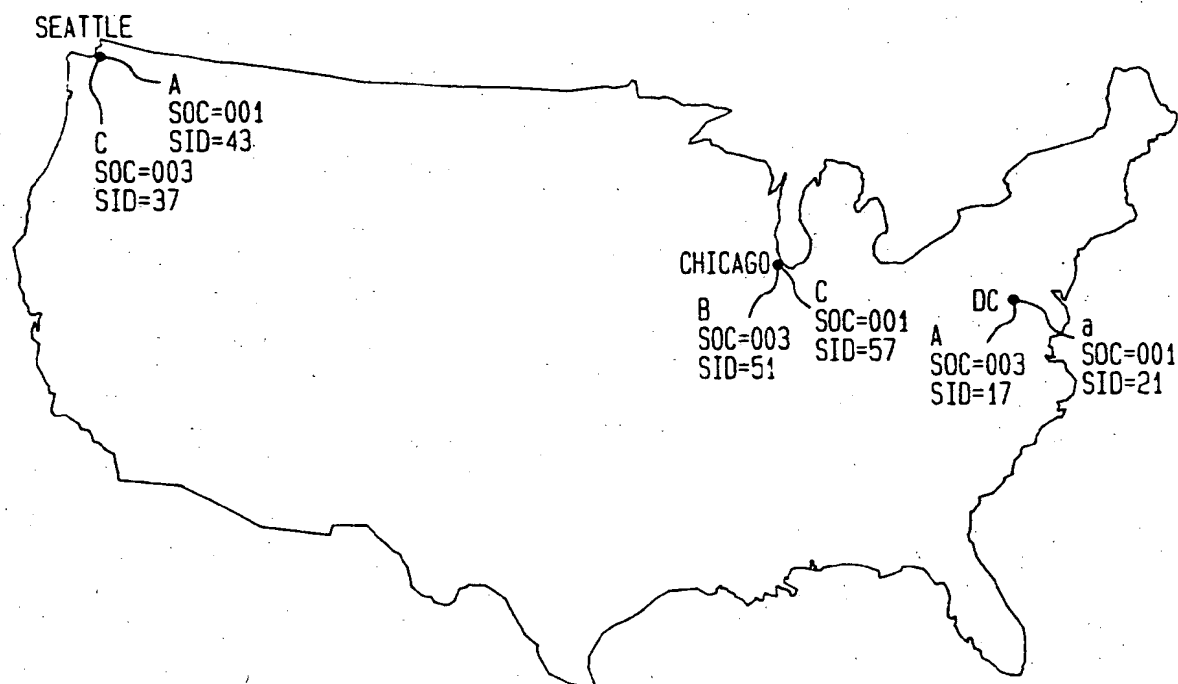 SEATTLE
A
SOC=001
SID=43
C
SOC=003
SID=37
CHICAGO
B
SOC=003
SID=51
C
SOC=001
SID=57
DC
A
SOC=003
SID=17
a
SOC=001
SID=21